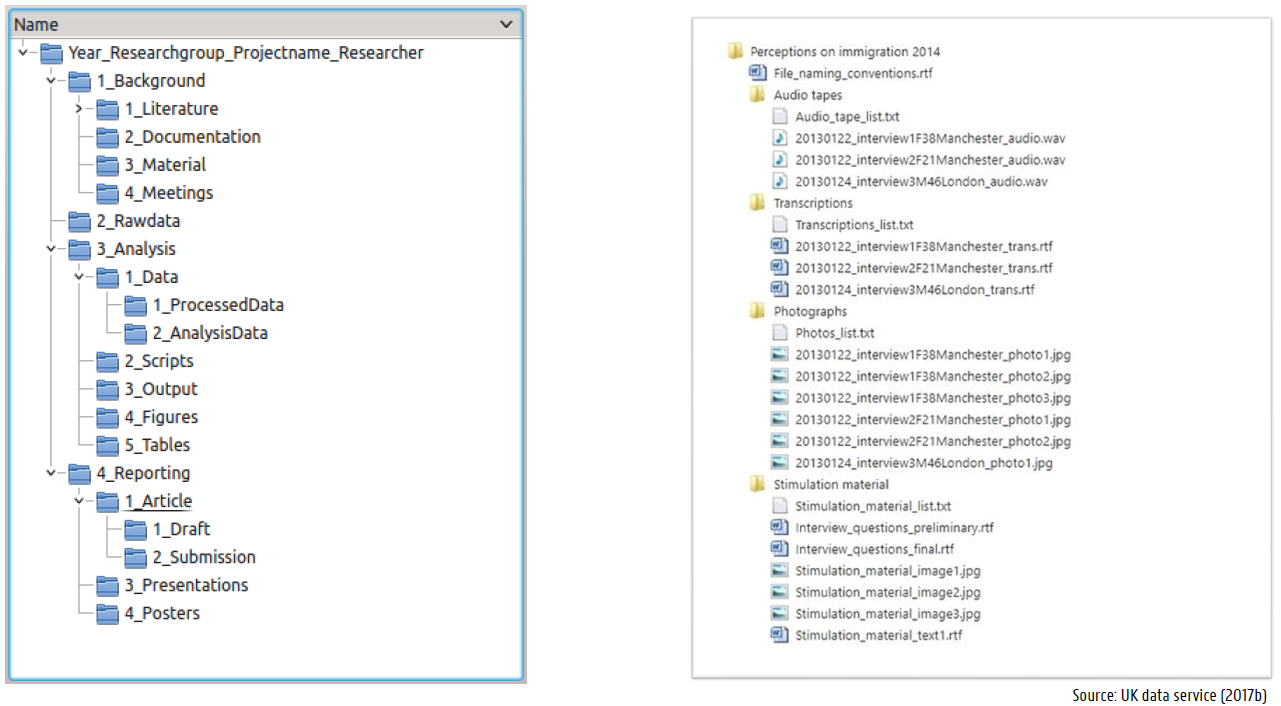 Name
Year_Researchgroup_Projectname_Researcher
1_Background
1_Literature
2_Documentation
3_Material
4_Meetings
2_Rawdata
3_Analysis
1_Data
1_ProcessedData
2_AnalysisData
2_Scripts
3_Output
4_Figures
5_Tables
4_Reporting
1_Article
1_Draft
2_Submission
3_Presentations
4_Posters
Perceptions on immigration 2014
File_naming_conventions.rtf
Audio tapes
Audio_tape_list.txt
20130122_interview1F38Manchester_audio.wav
20130122_interview2F21Manchester_audio.wav
20130124_interview3M46London_audio.wav
Transcriptions
Transcriptions_list.txt
20130122_interview1F38Manchester_trans.rtf
20130122_interview2F21Manchester_trans.rtf
20130124_interview3M46London_trans.rtf
Photographs
Photos_list.txt
20130122_interview1F38Manchester_photo1.jpg
20130122_interview1F38Manchester_photo2.jpg
20130122_interview1F38Manchester_photo3.jpg
20130122_interview2F21Manchester_photo1.jpg
20130122_interview2F21Manchester_photo2.jpg
20130124_interview3M46London_photo1.jpg
Stimulation material
Stimulation_material_list.txt
Interview_questions_preliminary.rtf
Interview_questions_final.rtf
Stimulation_material_image1.jpg
Stimulation_material_image2.jpg
Stimulation_material_image3.jpg
Stimulation_material_text1.rtf
Source: UK data service (2017b)